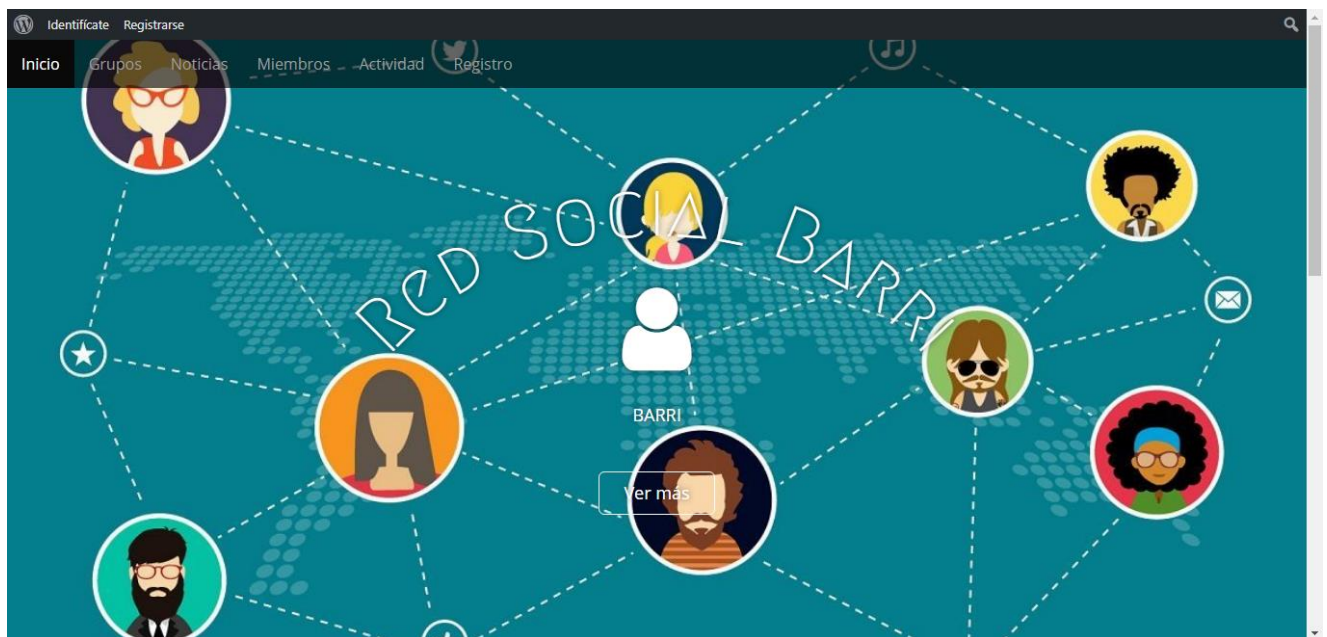 Identifícate Registrarse
Inicio Grupos Noticias Miembros Actividad Registro
Red Social Barri
BARRI
Ver más